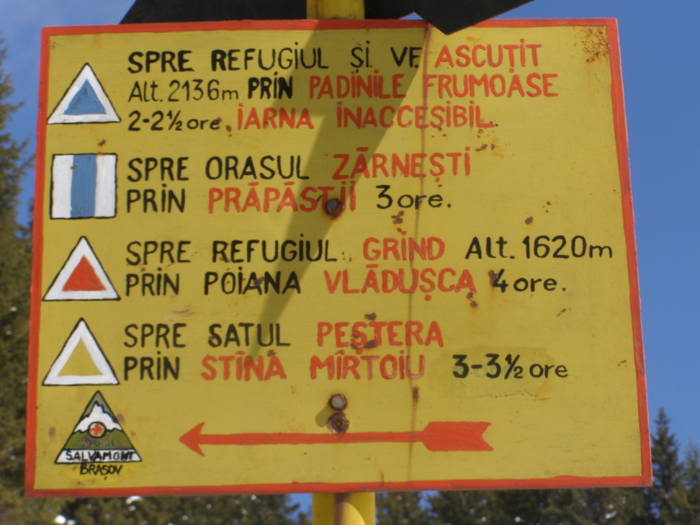 SPRE REFUGIUL ȘI VF ASCUȚIT
Alt. 2136m PRIN PADINILE FRUMOASE
2-2½ ore. IARNA INACCESIBIL.
SPRE ORASUL ZĂRNEȘTI
PRIN PRĂPĂSTII 3 ore.
SPRE REFUGIUL GRIND Alt. 1620m
PRIN POIANA VLĂDUȘCA 4 ore.
SPRE SATUL PEȘTERA
PRIN STÎNA MÎRTOIU 3-3½ ore
SALVAMONT
BRAȘOV